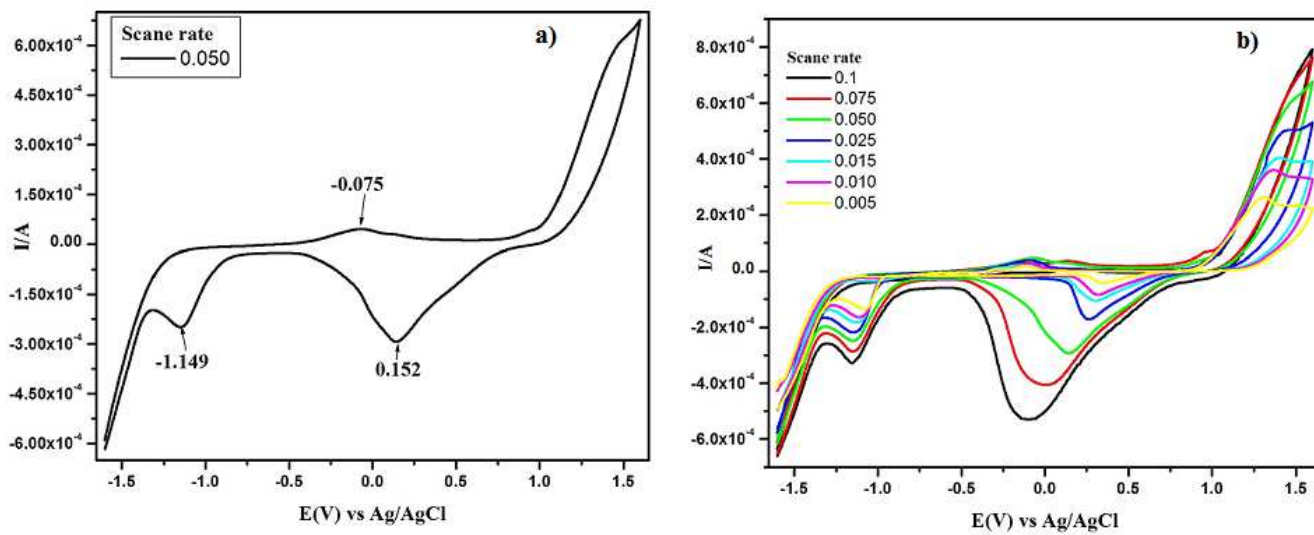 a)
Scane rate
0.050
6.00x10-4
4.50x10-4
3.00x10-4
1.50x10-4
0.00
-1.50x10-4
-3.00x10-4
-4.50x10-4
-6.00x10-4
I/A
-0.075
-1.149
0.152
-1.5 -1.0 -0.5 0.0 0.5 1.0 1.5
E(V) vs Ag/AgCl
b)
Scane rate
0.1
0.075
0.050
0.025
0.015
0.010
0.005
8.0x10-4
6.0x10-4
4.0x10-4
2.0x10-4
0.0
-2.0x10-4
-4.0x10-4
-6.0x10-4
I/A
-1.5 -1.0 -0.5 0.0 0.5 1.0 1.5
E(V) vs Ag/AgCl